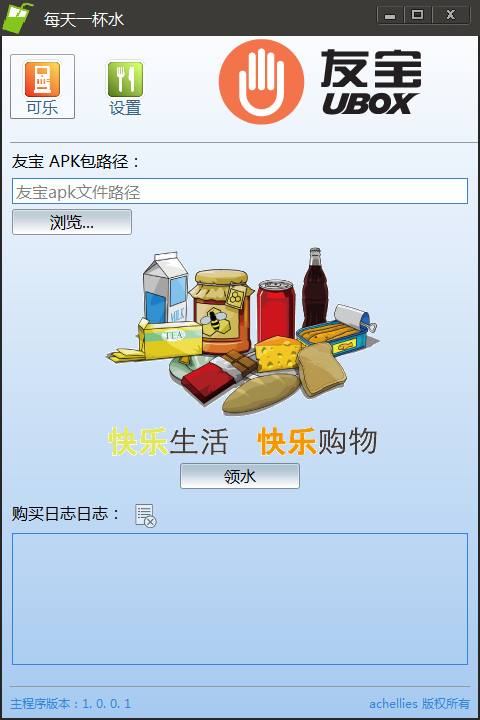 每天一杯水
可乐
设置
友宝
UBOX
友宝 APK包路径：
友宝apk文件路径
浏览...
MILK
TEA
快乐生活 快乐购物
领水
购买日志日志：
主程序版本：1. 0. 0. 1
achellies 版权所有